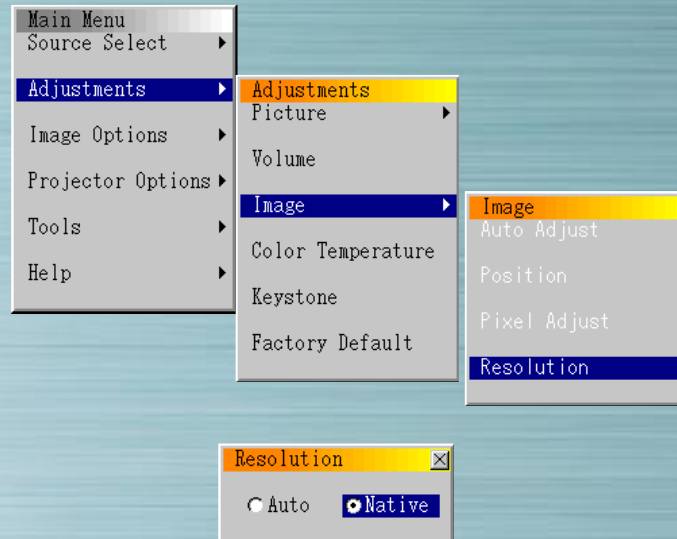 Main Menu
Source Select
Adjustments
Image Options
Projector Options
Tools
Help
Adjustments
Picture
Volume
Image
Color Temperature
Keystone
Factory Default
Image
Auto Adjust
Position
Pixel Adjust
Resolution
Resolution
Auto Native